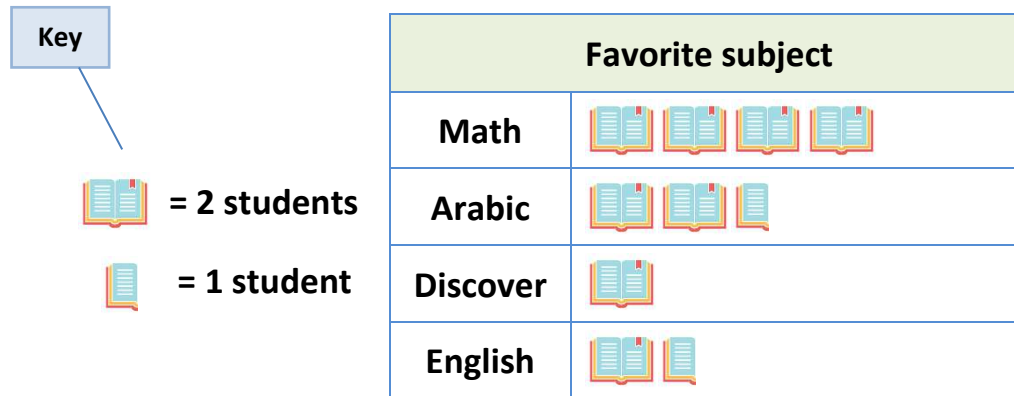 Key
= 2 students
= 1 student
Favorite subject
Math
Arabic
Discover
English